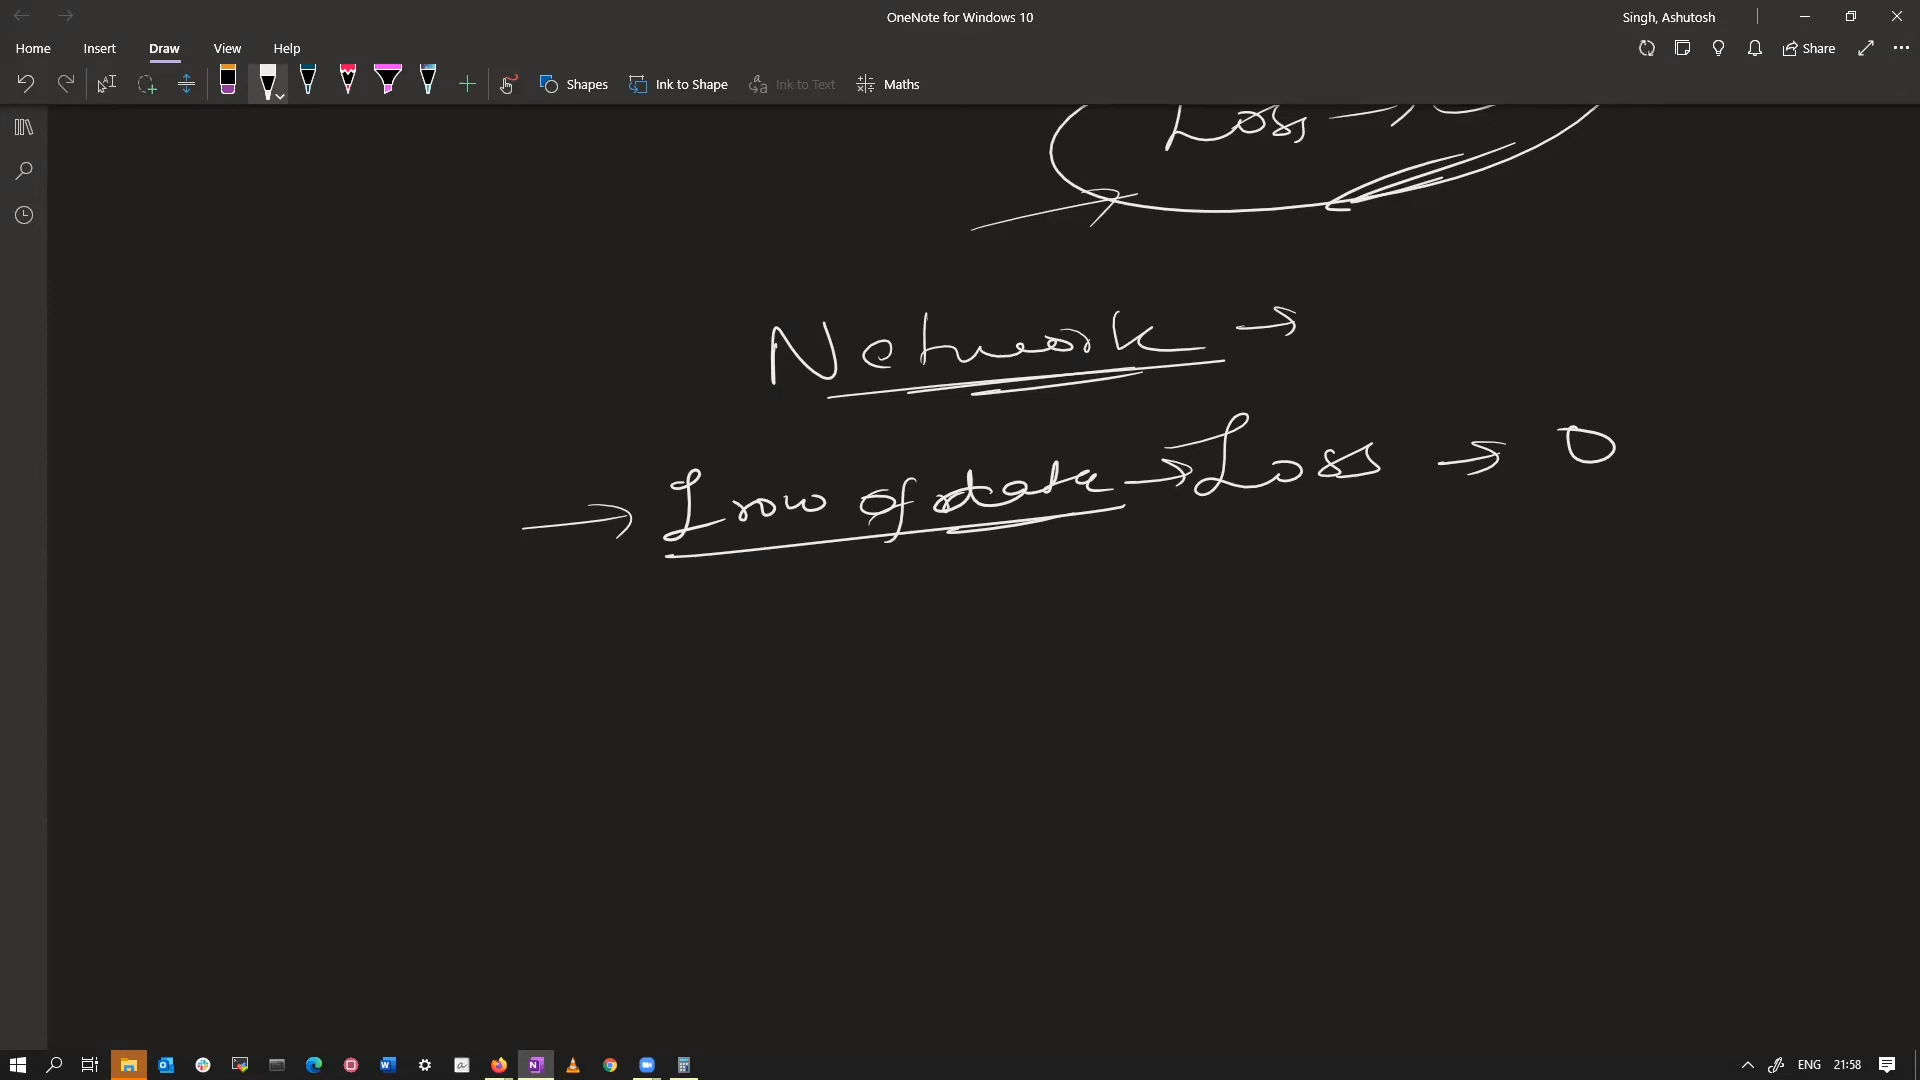 OneNote for Windows 10
Singh, Ashutosh
Home Insert Draw View Help
Share
Shapes Ink to Shape Ink to Text Maths
Loss →
Network →
→ 1 row of data → Loss → 0
ENG 21:58